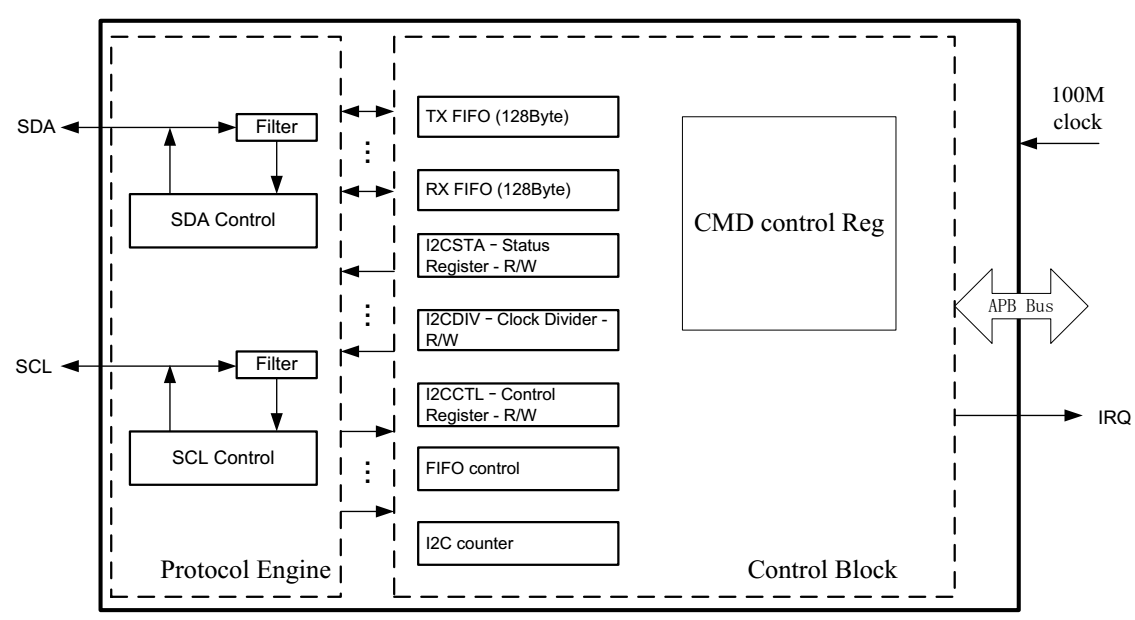 SDA
Filter
SDA Control
SCL
Filter
SCL Control
Protocol Engine
TX FIFO (128Byte)
RX FIFO (128Byte)
I2CSTA - Status
Register - R/W
I2CDIV - Clock Divider -
R/W
I2CCTL - Control
Register - R/W
FIFO control
I2C counter
CMD control Reg
Control Block
100M
clock
APB Bus
IRQ